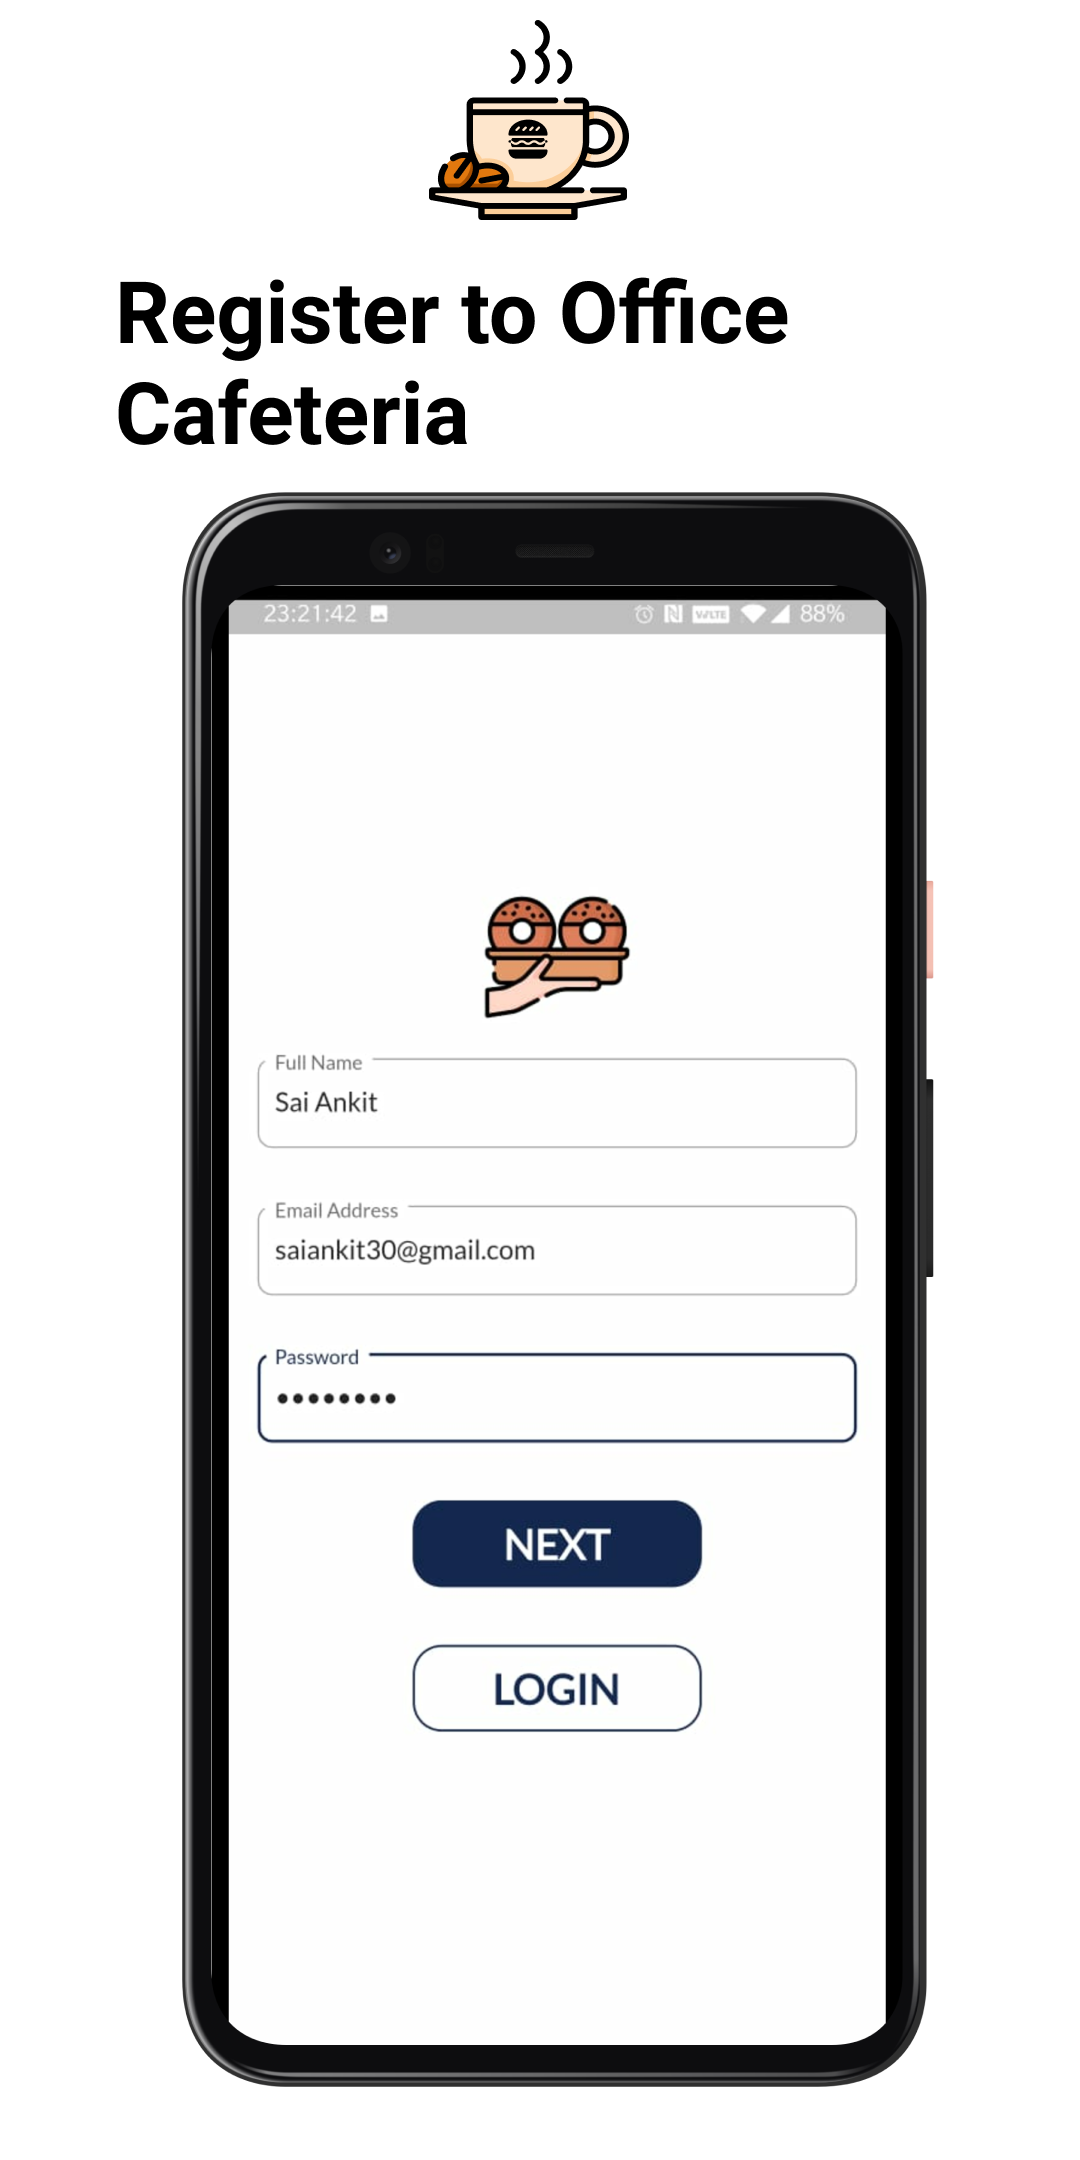 Register to Office
Cafeteria
23:21:42 88%
Full Name
Sai Ankit
Email Address
saiankit30@gmail.com
Password
••••••••
NEXT
LOGIN